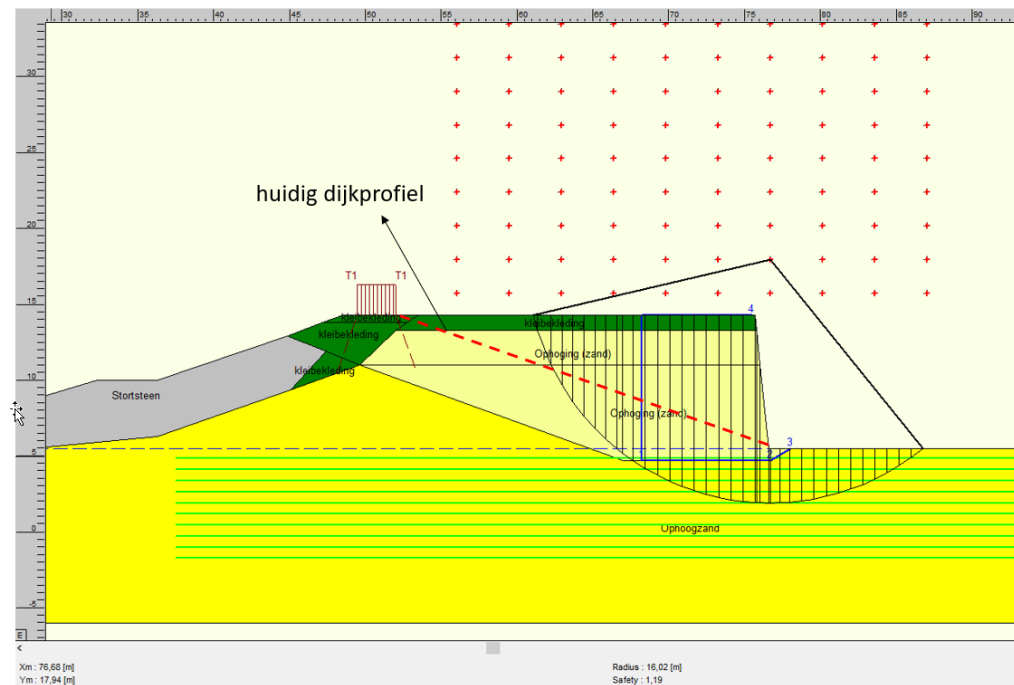 30 35 40 45 50 55 60 65 70 75 80 85 90
30
25
huidig dijkprofiel
20
T1 T1
15
4
kleibekleding
kleibekleding
kleibekleding
Ophoging (zand)
kleibekleding
10
Stortsteen
Ophoging (zand)
3
5
1
2
Ophoogzand
0
-5
E
Xm : 76,68 [m] Radius : 16,02 [m]
Ym : 17,94 [m] Safety : 1,19